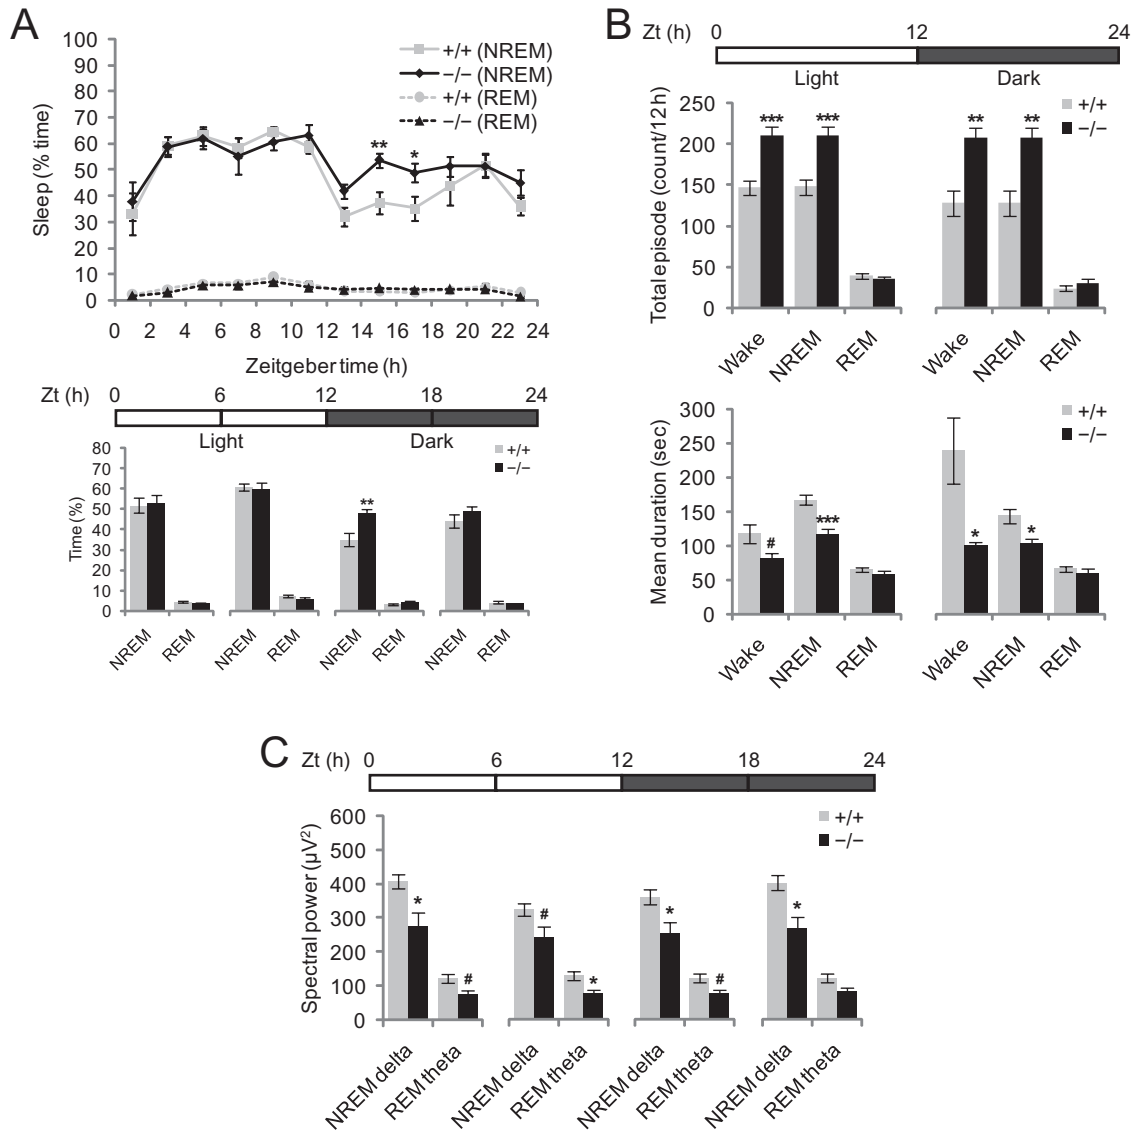 A
100
90
80
70
60
50
40
30
20
10
0
Sleep (% time)
+/+ (NREM)
−/− (NREM)
+/+ (REM)
−/− (REM)
** *
0 2 4 6 8 10 12 14 16 18 20 22 24
Zeitgeber time (h)
Zt (h) 0 6 12 18 24
Light Dark
+/+
−/−
80
70
60
50
40
30
20
10
0
Time (%)
**
NREM REM NREM REM NREM REM NREM REM
B Zt (h) 0 12 24
Light Dark
+/+
−/−
250
200
150
100
50
0
Total episode (count/12h)
*** *** ** **
Wake NREM REM Wake NREM REM
+/+
−/−
300
250
200
150
100
50
0
Mean duration (sec)
# *** * *
Wake NREM REM Wake NREM REM
C Zt (h) 0 6 12 18 24
+/+
−/−
600
500
400
300
200
100
0
Spectral power (µV²)
* # # * * # *
NREM delta REM theta NREM delta REM theta NREM delta REM theta NREM delta REM theta